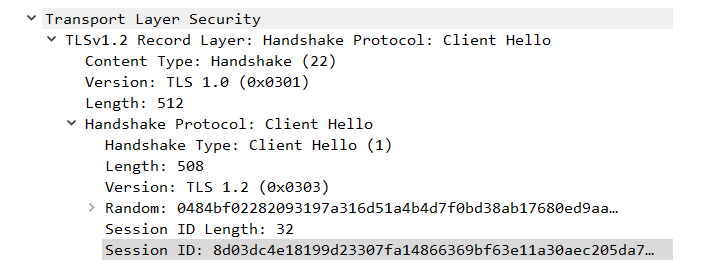 Transport Layer Security
TLSv1.2 Record Layer: Handshake Protocol: Client Hello
Content Type: Handshake (22)
Version: TLS 1.0 (0x0301)
Length: 512
Handshake Protocol: Client Hello
Handshake Type: Client Hello (1)
Length: 508
Version: TLS 1.2 (0x0303)
Random: 0484bf02282093197a316d51a4b4d7f0bd38ab17680ed9aa…
Session ID Length: 32
Session ID: 8d03dc4e18199d23307fa14866369bf63e11a30aec205da7…